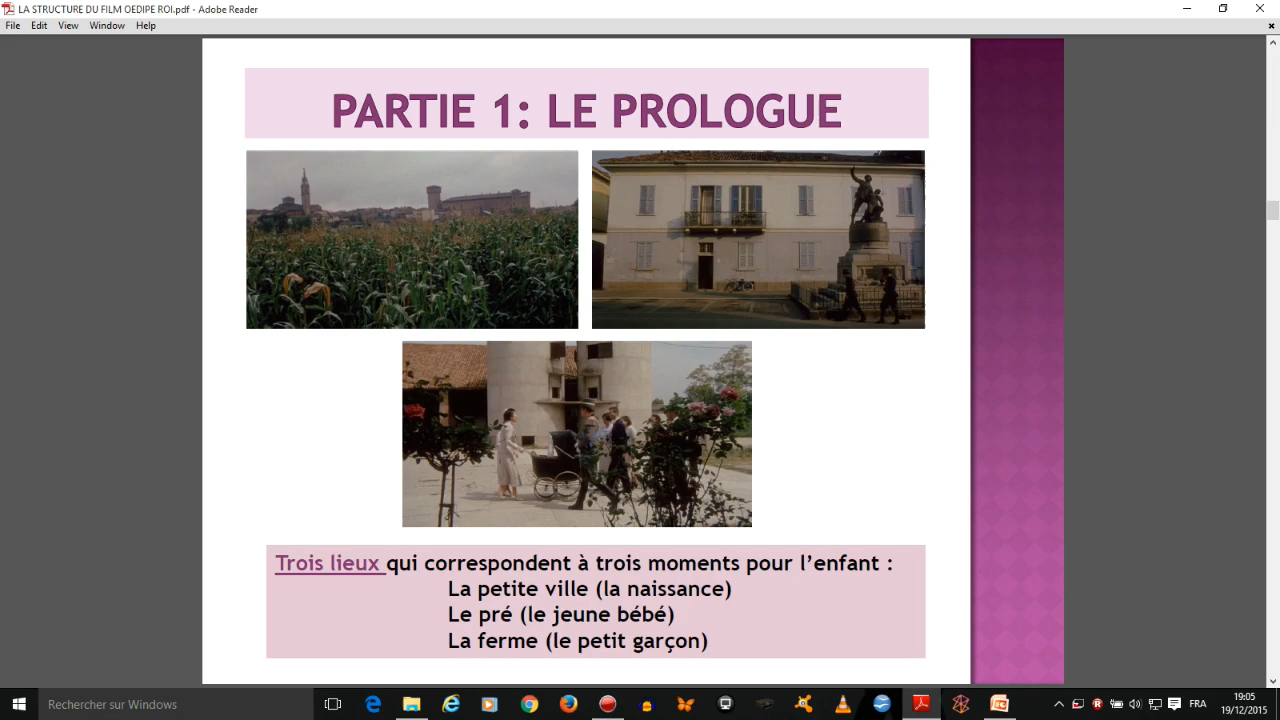 LA STRUCTURE DU FILM OEDIPE ROI.pdf - Adobe Reader
File Edit View Window Help
PARTIE 1: LE PROLOGUE
Trois lieux qui correspondent à trois moments pour l’enfant :
La petite ville (la naissance)
Le pré (le jeune bébé)
La ferme (le petit garçon)
Rechercher sur Windows
FRA
19:05
19/12/2015